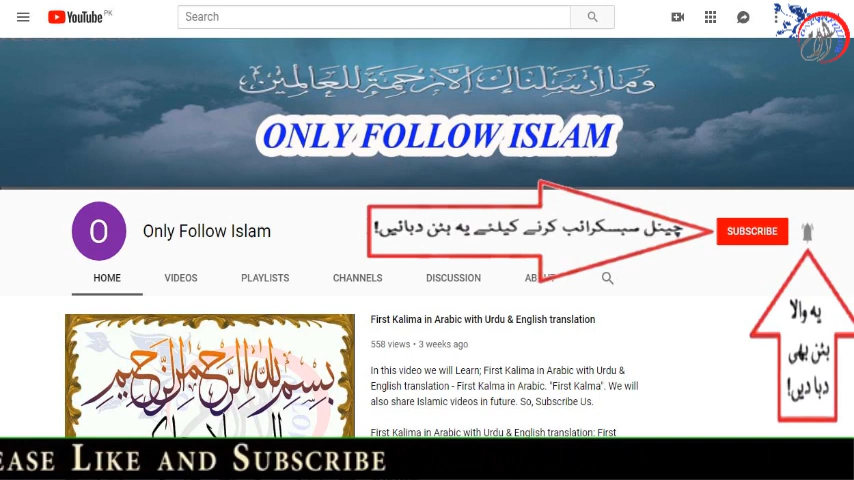 YouTube PK
Search
وما أرسلناك إلا رحمة للعالمين
ONLY FOLLOW ISLAM
O
Only Follow Islam
چینل سبسکرائب کرنے کیلئے یہ بٹن دبائیں!
SUBSCRIBE
HOME VIDEOS PLAYLISTS CHANNELS DISCUSSION
یہ والا
بٹن بھی
دبا دیں!
First Kalima in Arabic with Urdu & English translation
558 views • 3 weeks ago
In this video we will Learn; First Kalima in Arabic with Urdu &
English translation - First Kalma in Arabic. "First Kalma". We will
also share Islamic videos in future. So, Subscribe Us.
First Kalima in Arabic with Urdu & English translation: First
بسم الله الرحمن الرحيم
EASE LIKE AND SUBSCRIBE